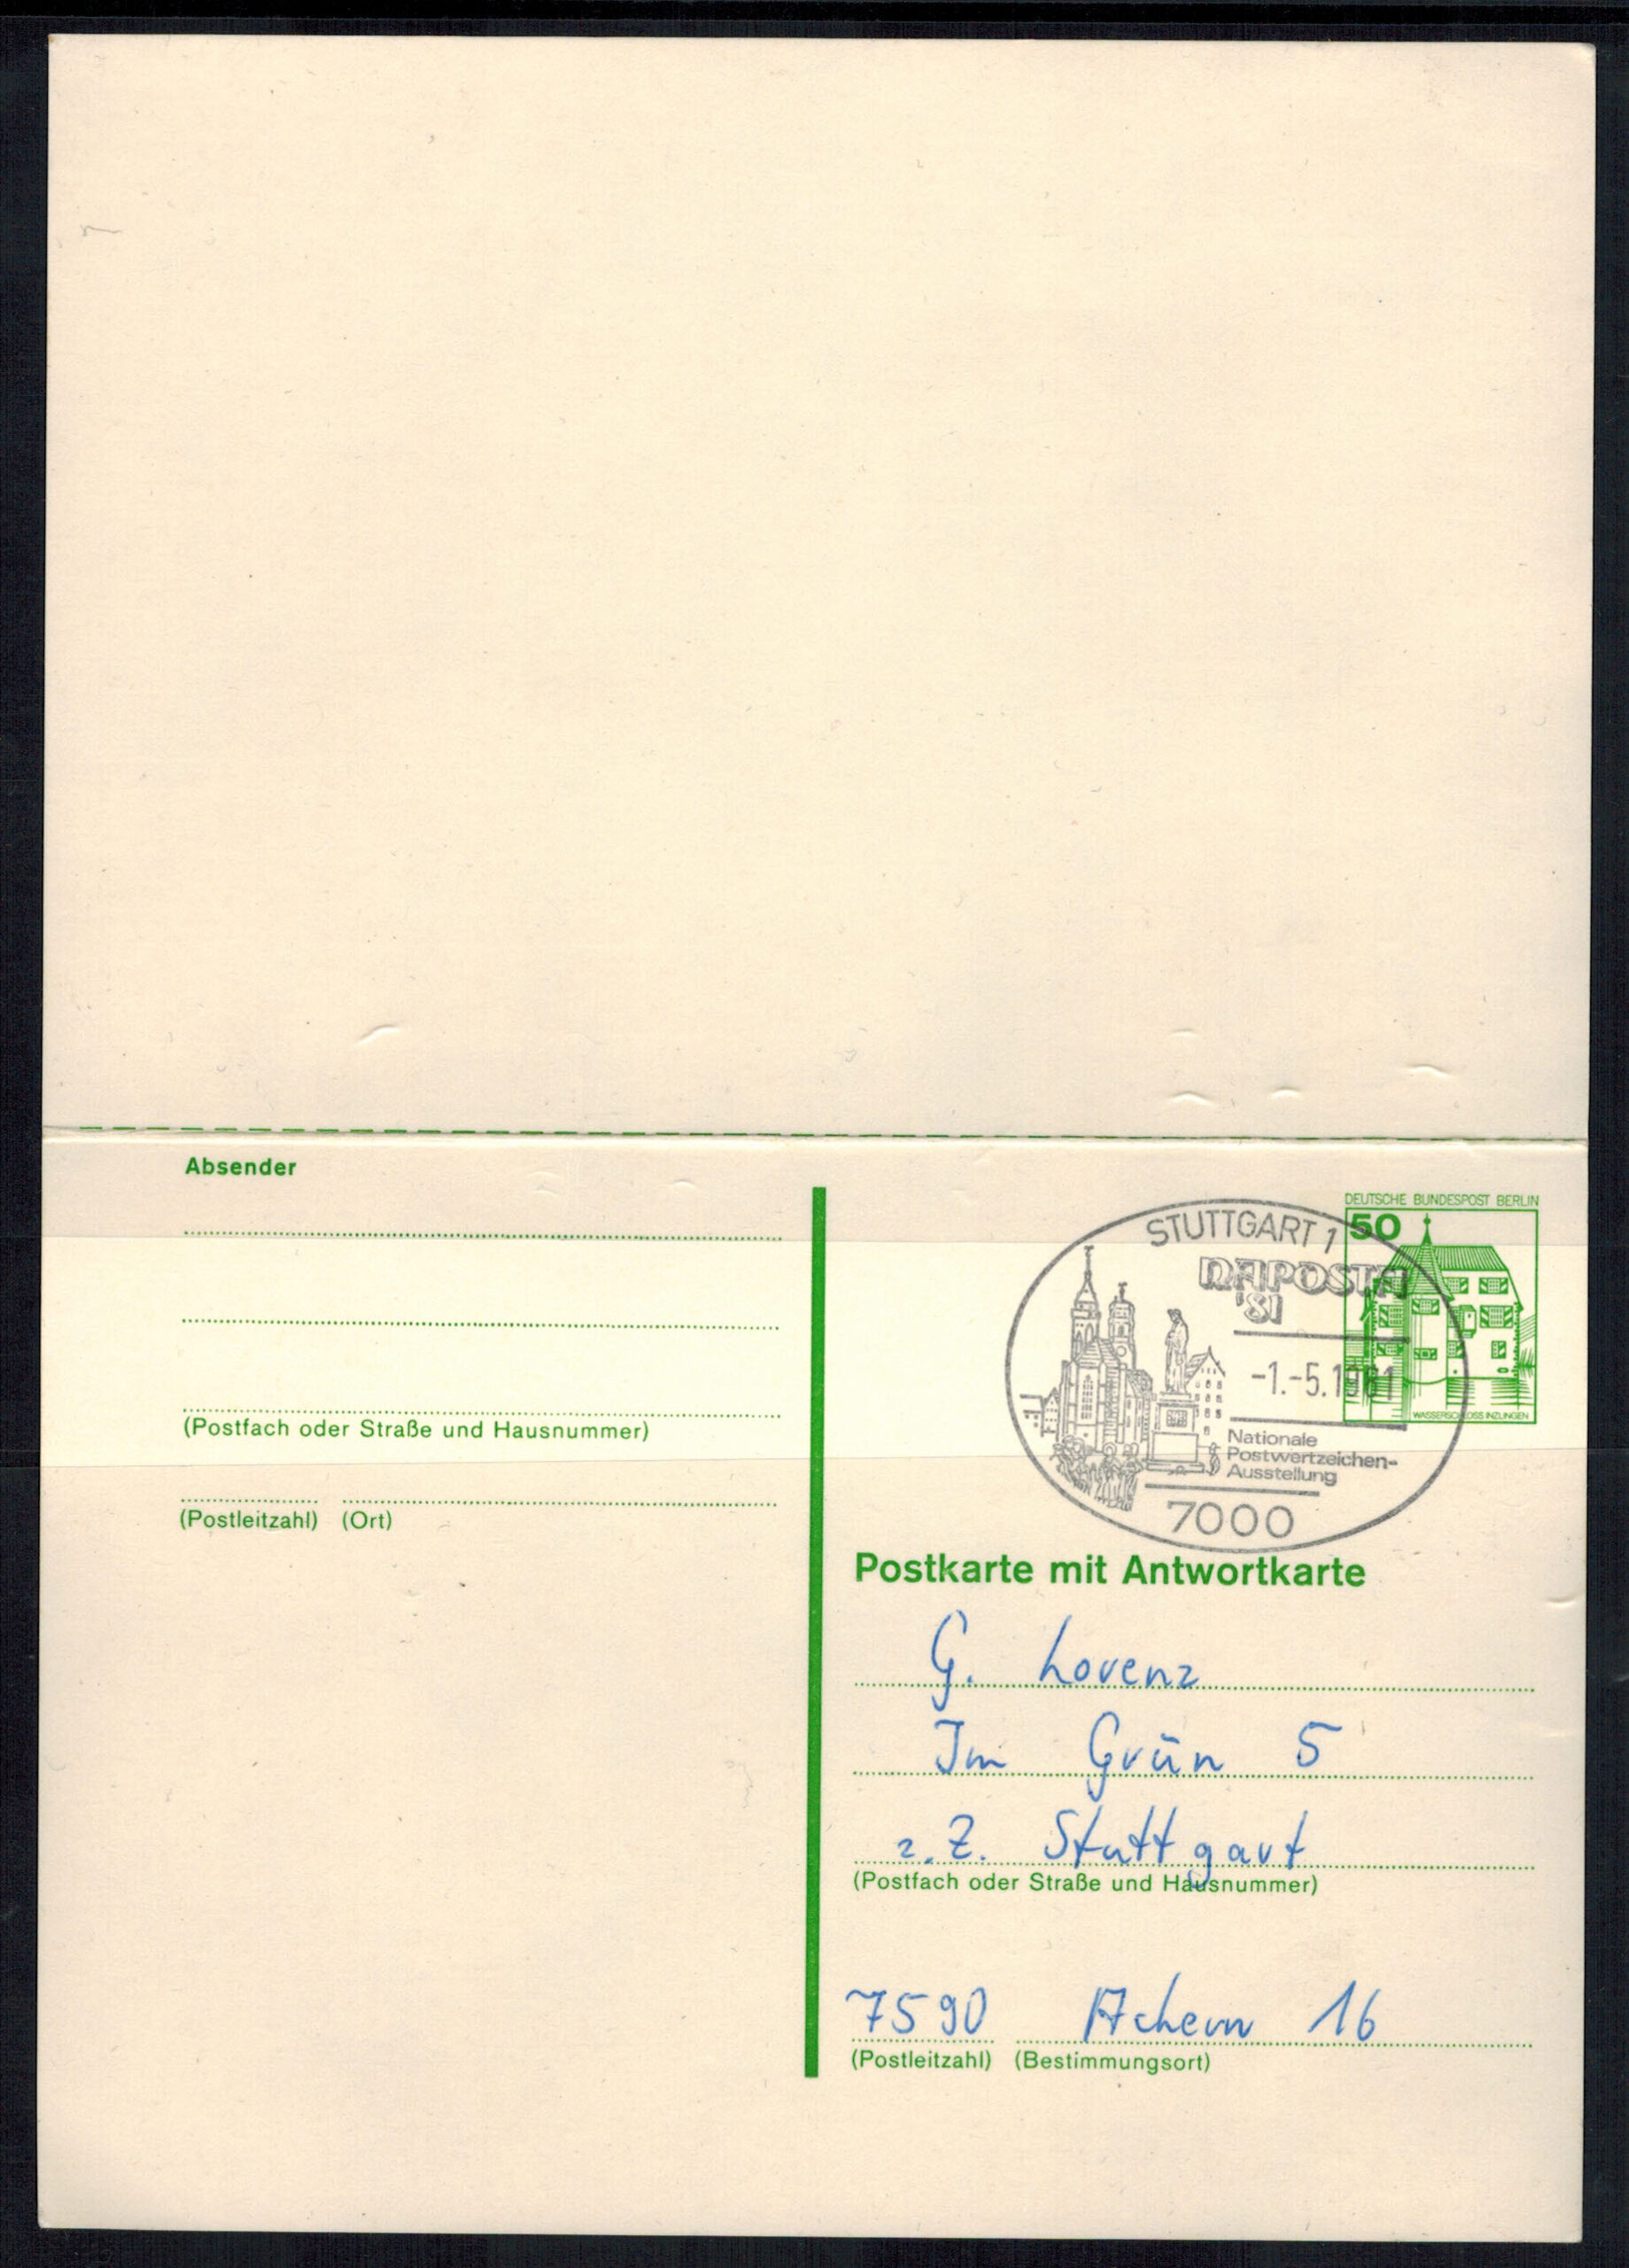 Absender
(Postfach oder Straße und Hausnummer)
(Postleitzahl) (Ort)
DEUTSCHE BUNDESPOST BERLIN
50
WASSERSCHLOSS INZLINGEN
STUTTGART 1
NAPOSTA
'81
-1.-5.1981
Nationale
Postwertzeichen-
Ausstellung
7000
Postkarte mit Antwortkarte
G. Lorenz
Im Grün 5
z. Z. Stuttgart
(Postfach oder Straße und Hausnummer)
7590 Achern 16
(Postleitzahl) (Bestimmungsort)